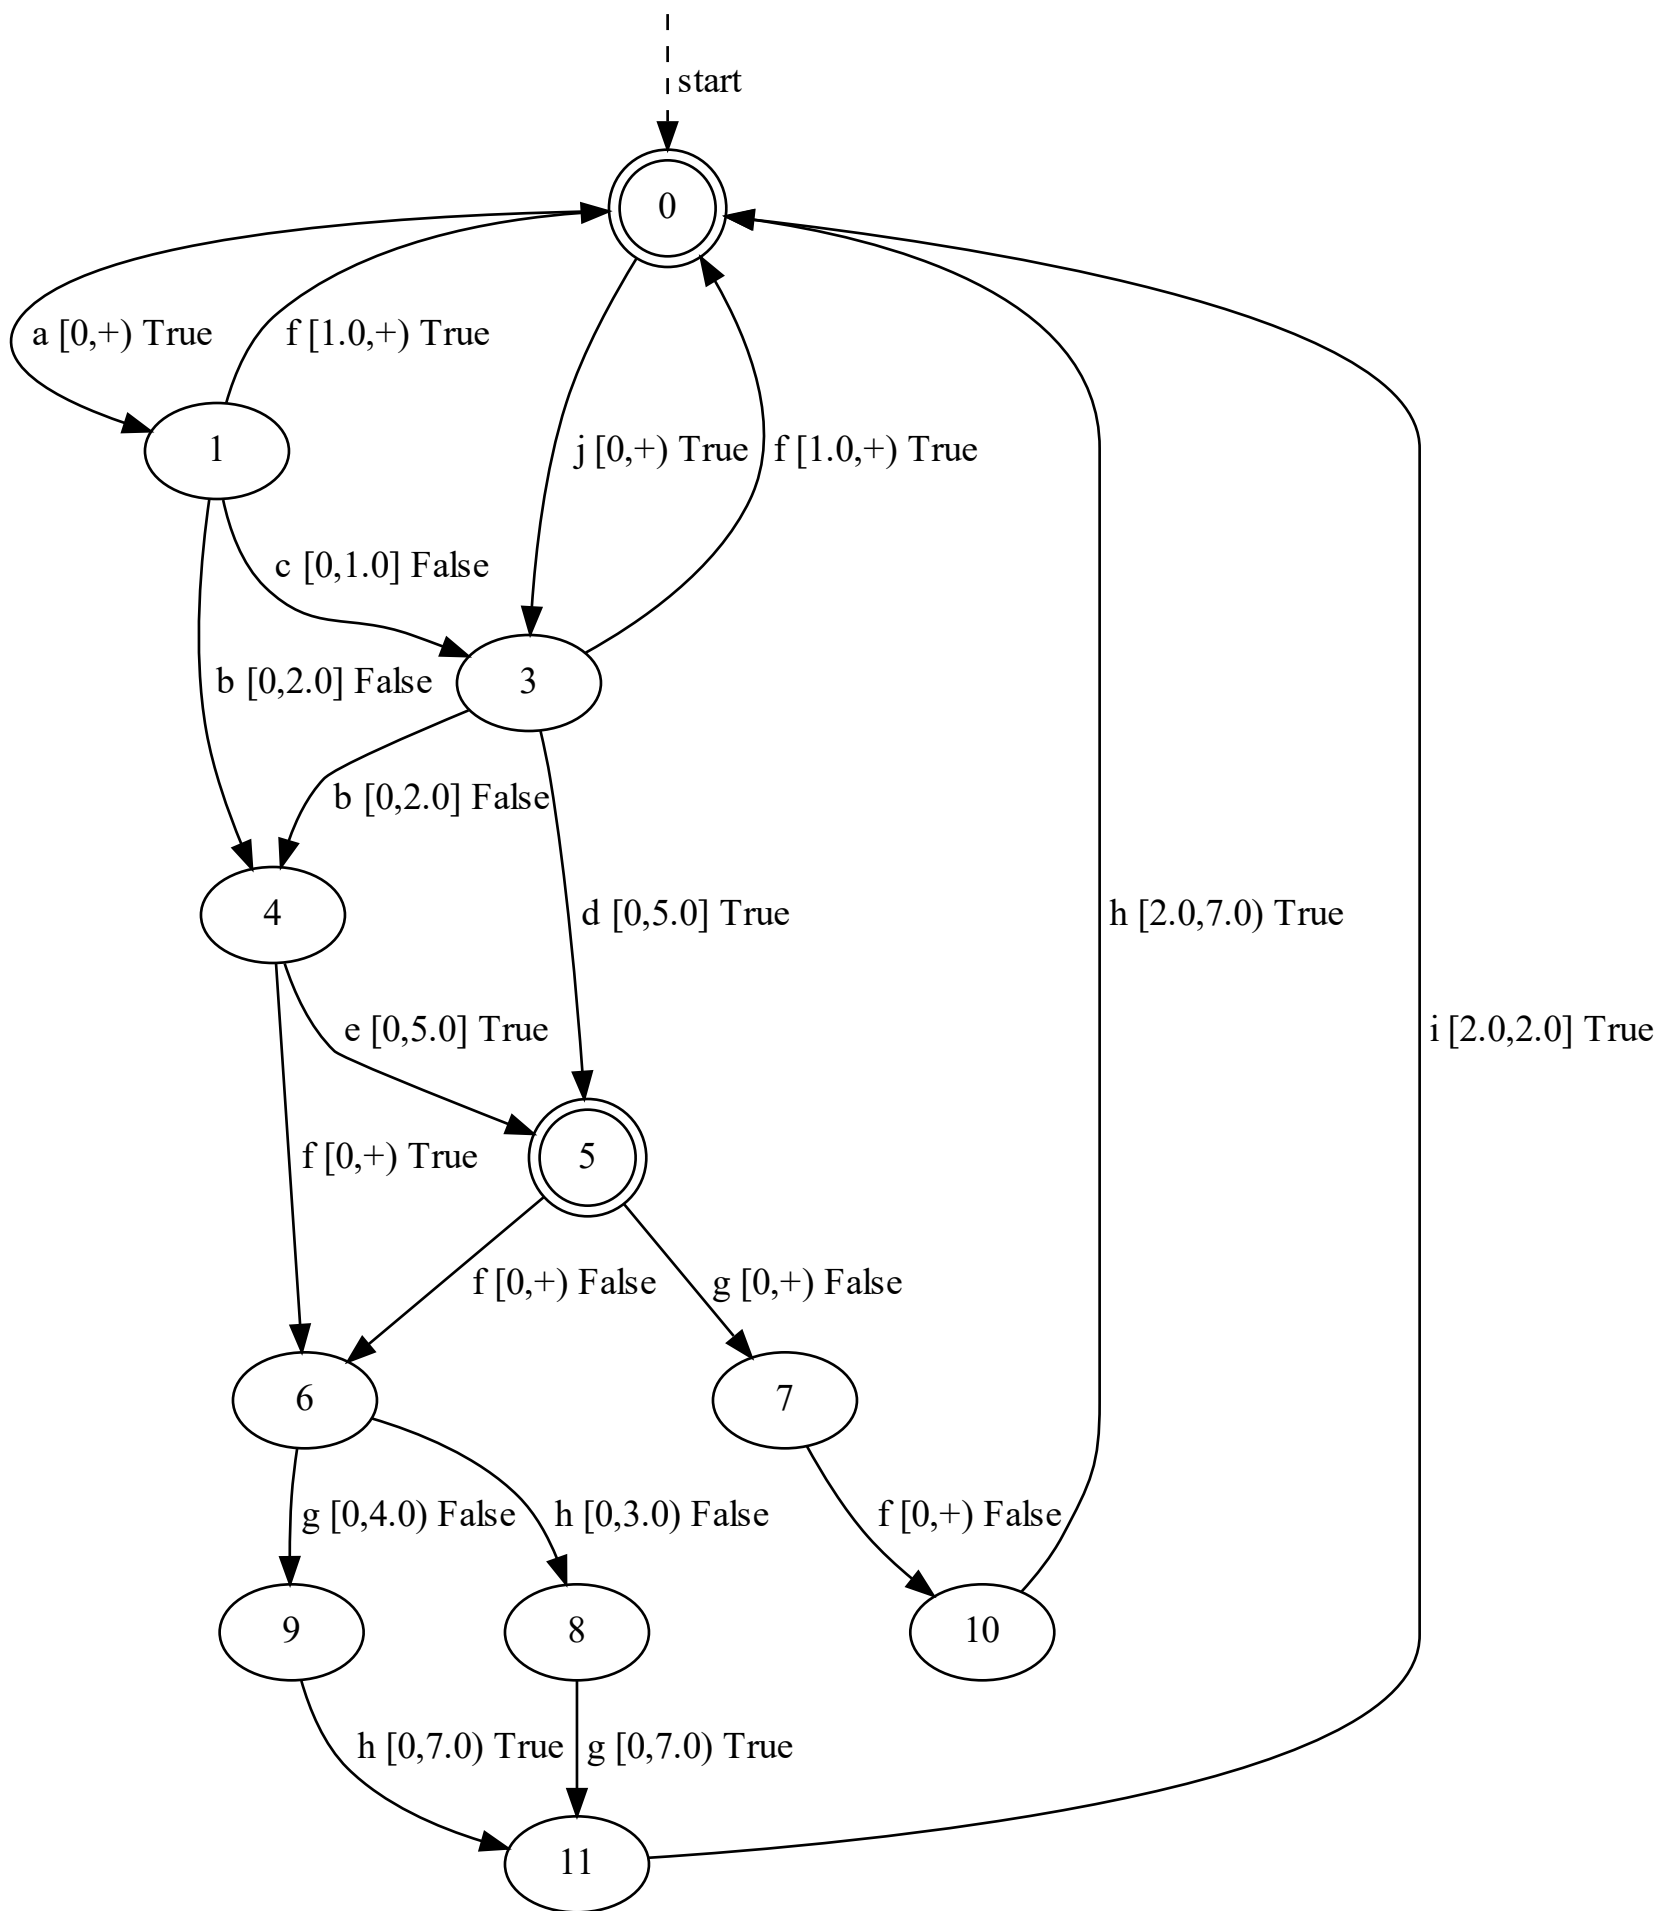 start
0
a [0,+) True
f [1.0,+) True
1
j [0,+) True
f [1.0,+) True
c [0,1.0] False
b [0,2.0] False
3
b [0,2.0] False
4
d [0,5.0] True
h [2.0,7.0) True
e [0,5.0] True
i [2.0,2.0] True
f [0,+) True
5
f [0,+) False
g [0,+) False
6
7
g [0,4.0) False
h [0,3.0) False
f [0,+) False
9
8
10
h [0,7.0) True
g [0,7.0) True
11